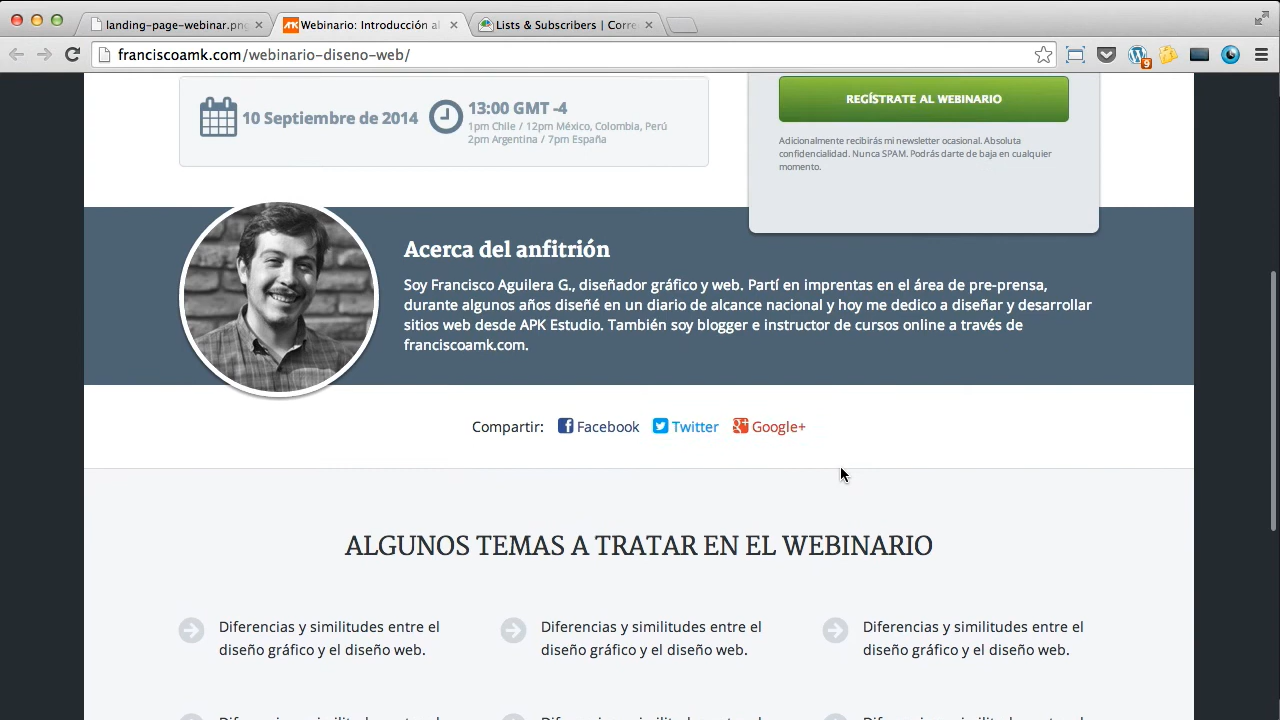 landing-page-webinar.png
Webinario: Introducción al
Lists & Subscribers | Corre
franciscoamk.com/webinario-diseno-web/
9
10 Septiembre de 2014
13:00 GMT -4
1pm Chile / 12pm México, Colombia, Perú
2pm Argentina / 7pm España
REGÍSTRATE AL WEBINARIO
Adicionalmente recibirás mi newsletter ocasional. Absoluta
confidencialidad. Nunca SPAM. Podrás darte de baja en cualquier
momento.
Acerca del anfitrión
Soy Francisco Aguilera G., diseñador gráfico y web. Partí en imprentas en el área de pre-prensa,
durante algunos años diseñé en un diario de alcance nacional y hoy me dedico a diseñar y desarrollar
sitios web desde APK Estudio. También soy blogger e instructor de cursos online a través de
franciscoamk.com.
Compartir: Facebook Twitter Google+
ALGUNOS TEMAS A TRATAR EN EL WEBINARIO
Diferencias y similitudes entre el
diseño gráfico y el diseño web.
Diferencias y similitudes entre el
diseño gráfico y el diseño web.
Diferencias y similitudes entre el
diseño gráfico y el diseño web.